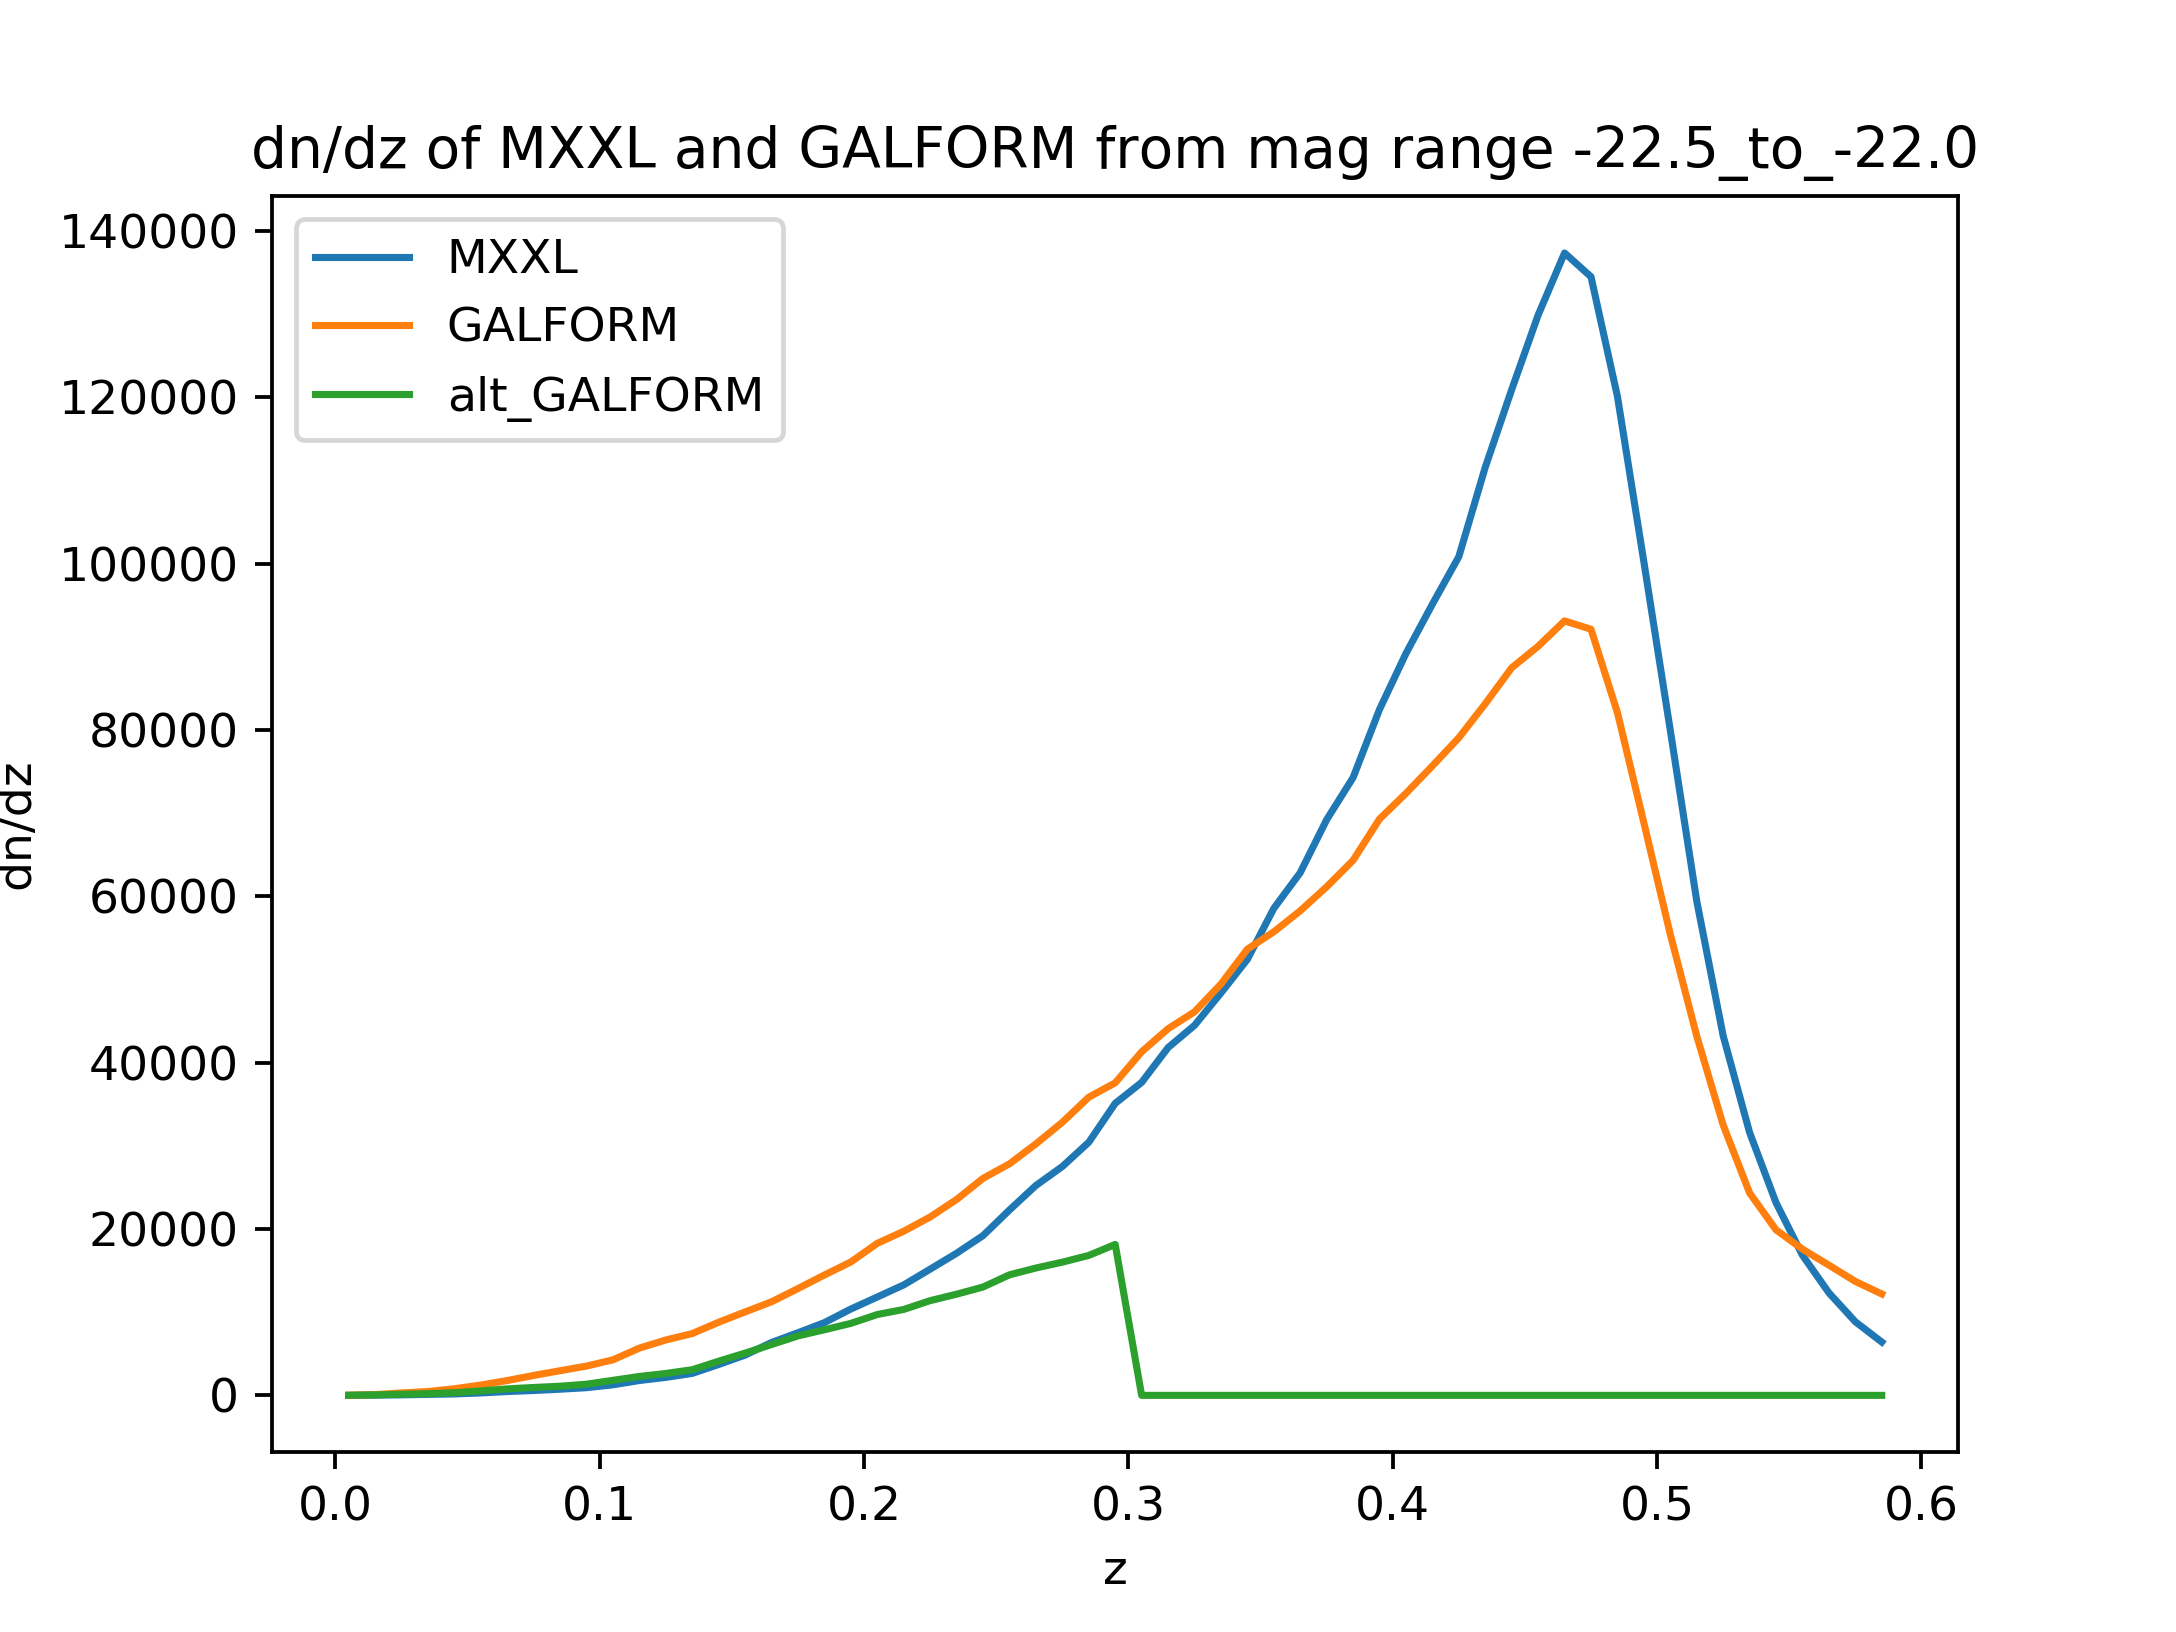 dn/dz of MXXL and GALFORM from mag range -22.5_to_-22.0
MXXL
GALFORM
alt_GALFORM
140000
120000
100000
80000
60000
40000
20000
0
dn/dz
0.0 0.1 0.2 0.3 0.4 0.5 0.6
z